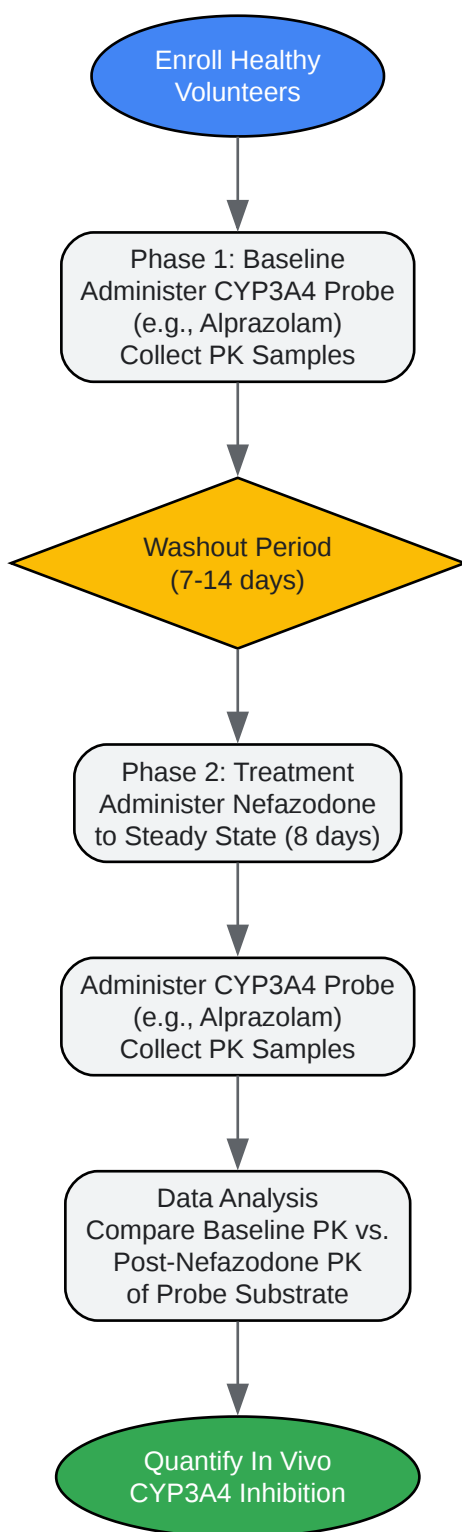 Enroll Healthy
Volunteers
Phase 1: Baseline
Administer CYP3A4 Probe
(e.g., Alprazolam)
Collect PK Samples
Washout Period
(7-14 days)
Phase 2: Treatment
Administer Nefazodone
to Steady State (8 days)
Administer CYP3A4 Probe
(e.g., Alprazolam)
Collect PK Samples
Data Analysis
Compare Baseline PK vs.
Post-Nefazodone PK
of Probe Substrate
Quantify In Vivo
CYP3A4 Inhibition